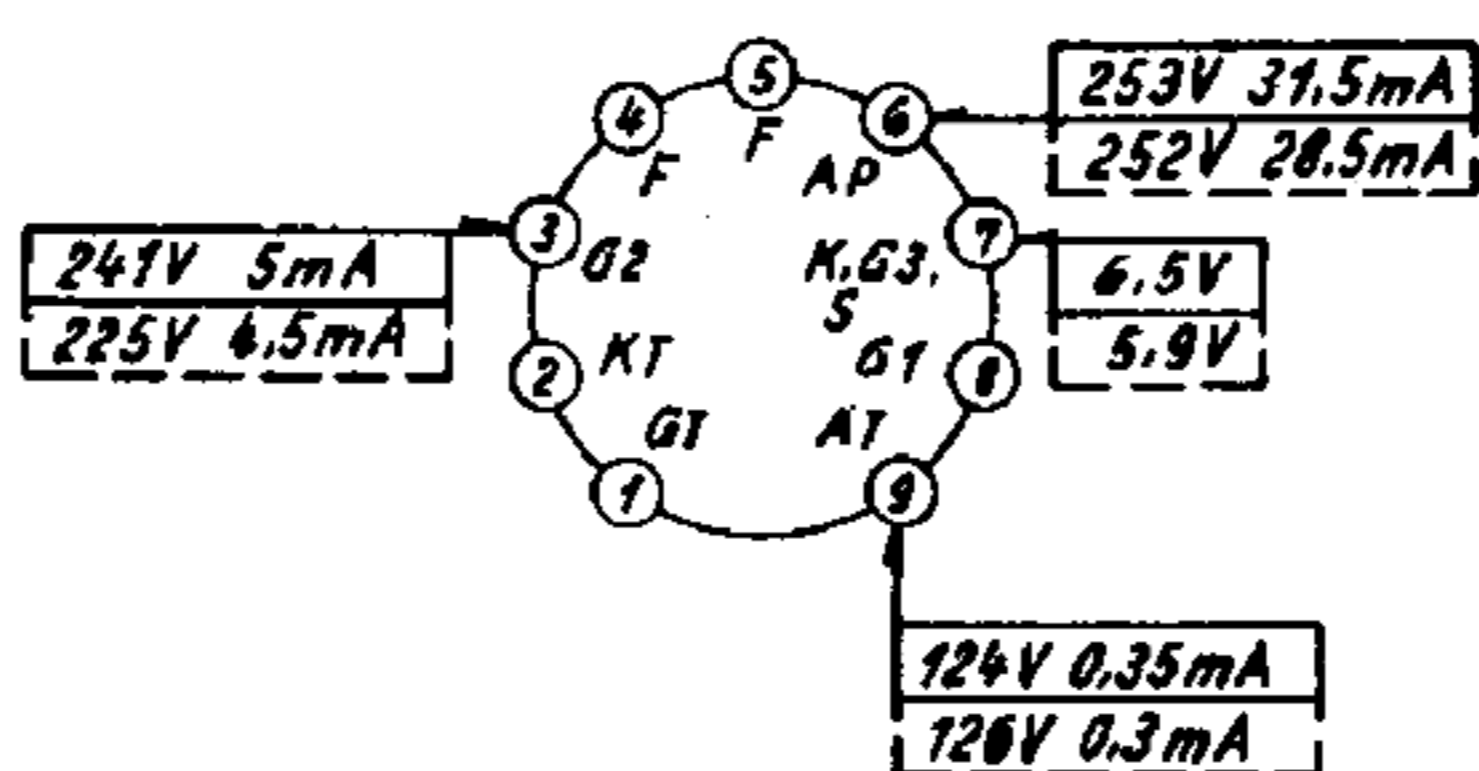 5
4
6
F
F
AP
253V 31.5mA
252V 28.5mA
241V 5mA
225V 4,5mA
3
G2
K.G3.
S
7
6.5V
5.9V
2
KT
G1
8
GT
AT
1
9
124V 0,35mA
126V 0,3mA